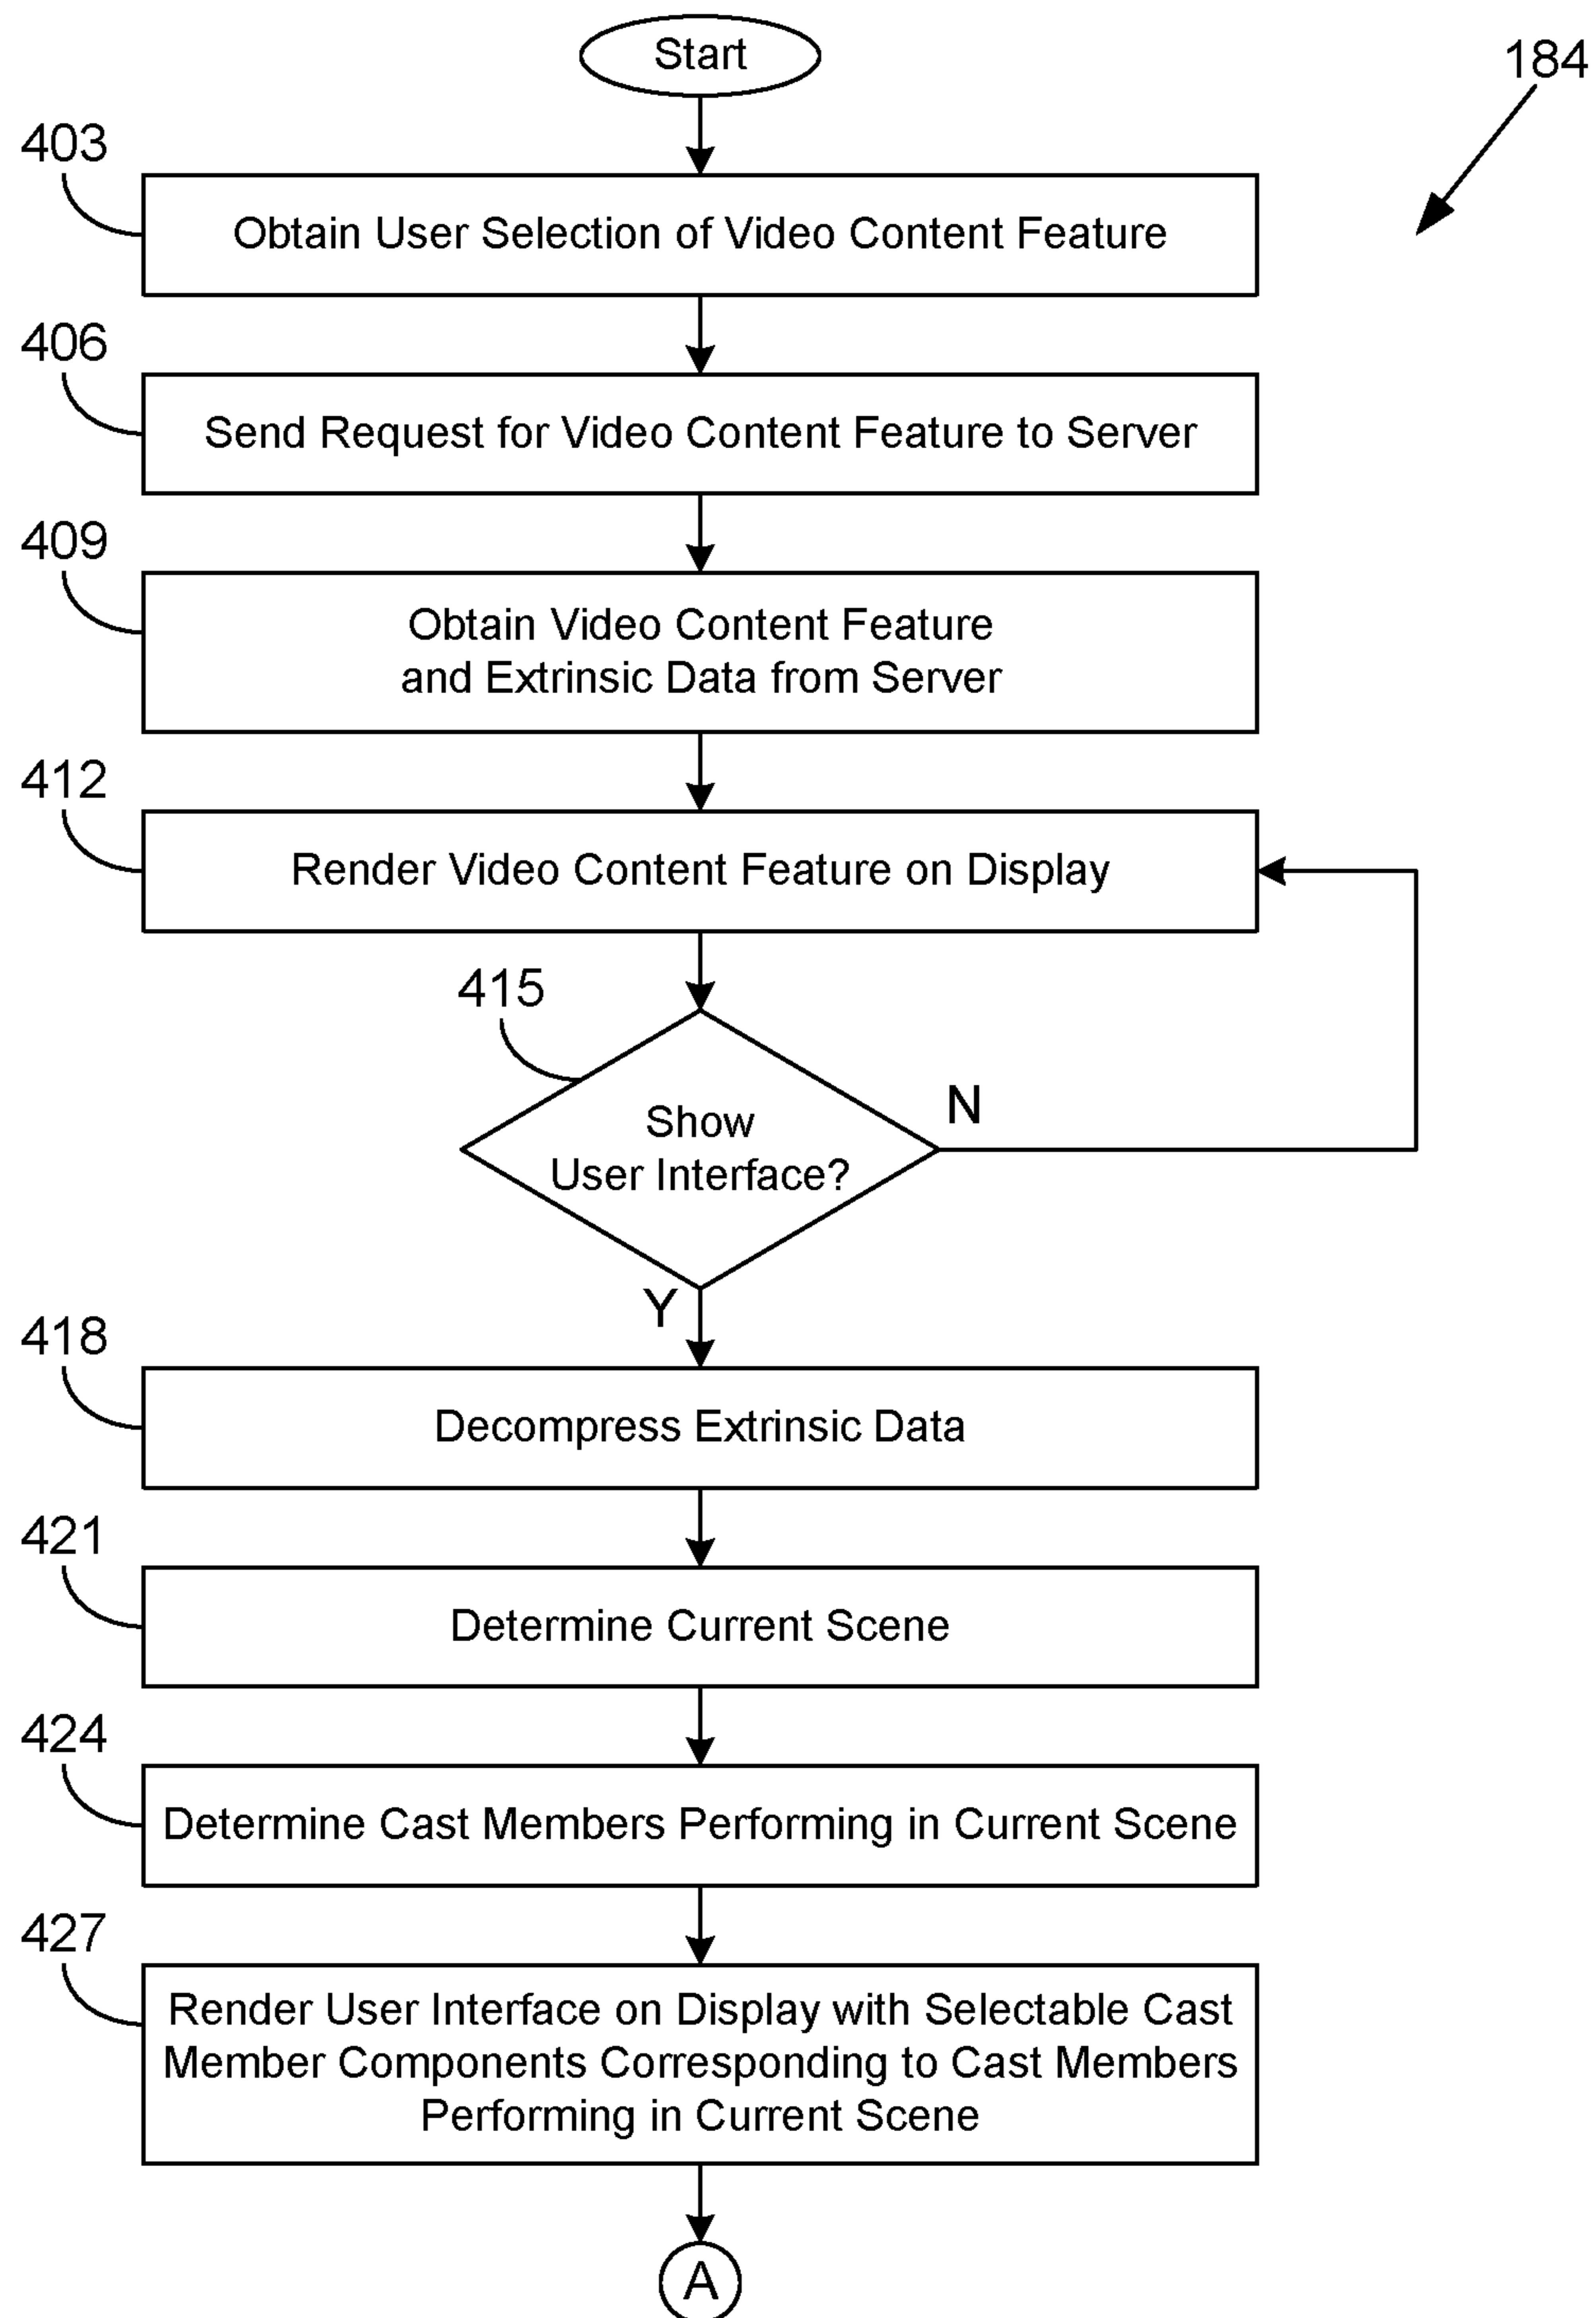 Start
184
403
Obtain User Selection of Video Content Feature
406
Send Request for Video Content Feature to Server
409
Obtain Video Content Feature
and Extrinsic Data from Server
412
Render Video Content Feature on Display
415
Show
User Interface?
N
Y
418
Decompress Extrinsic Data
421
Determine Current Scene
424
Determine Cast Members Performing in Current Scene
427
Render User Interface on Display with Selectable Cast
Member Components Corresponding to Cast Members
Performing in Current Scene
A